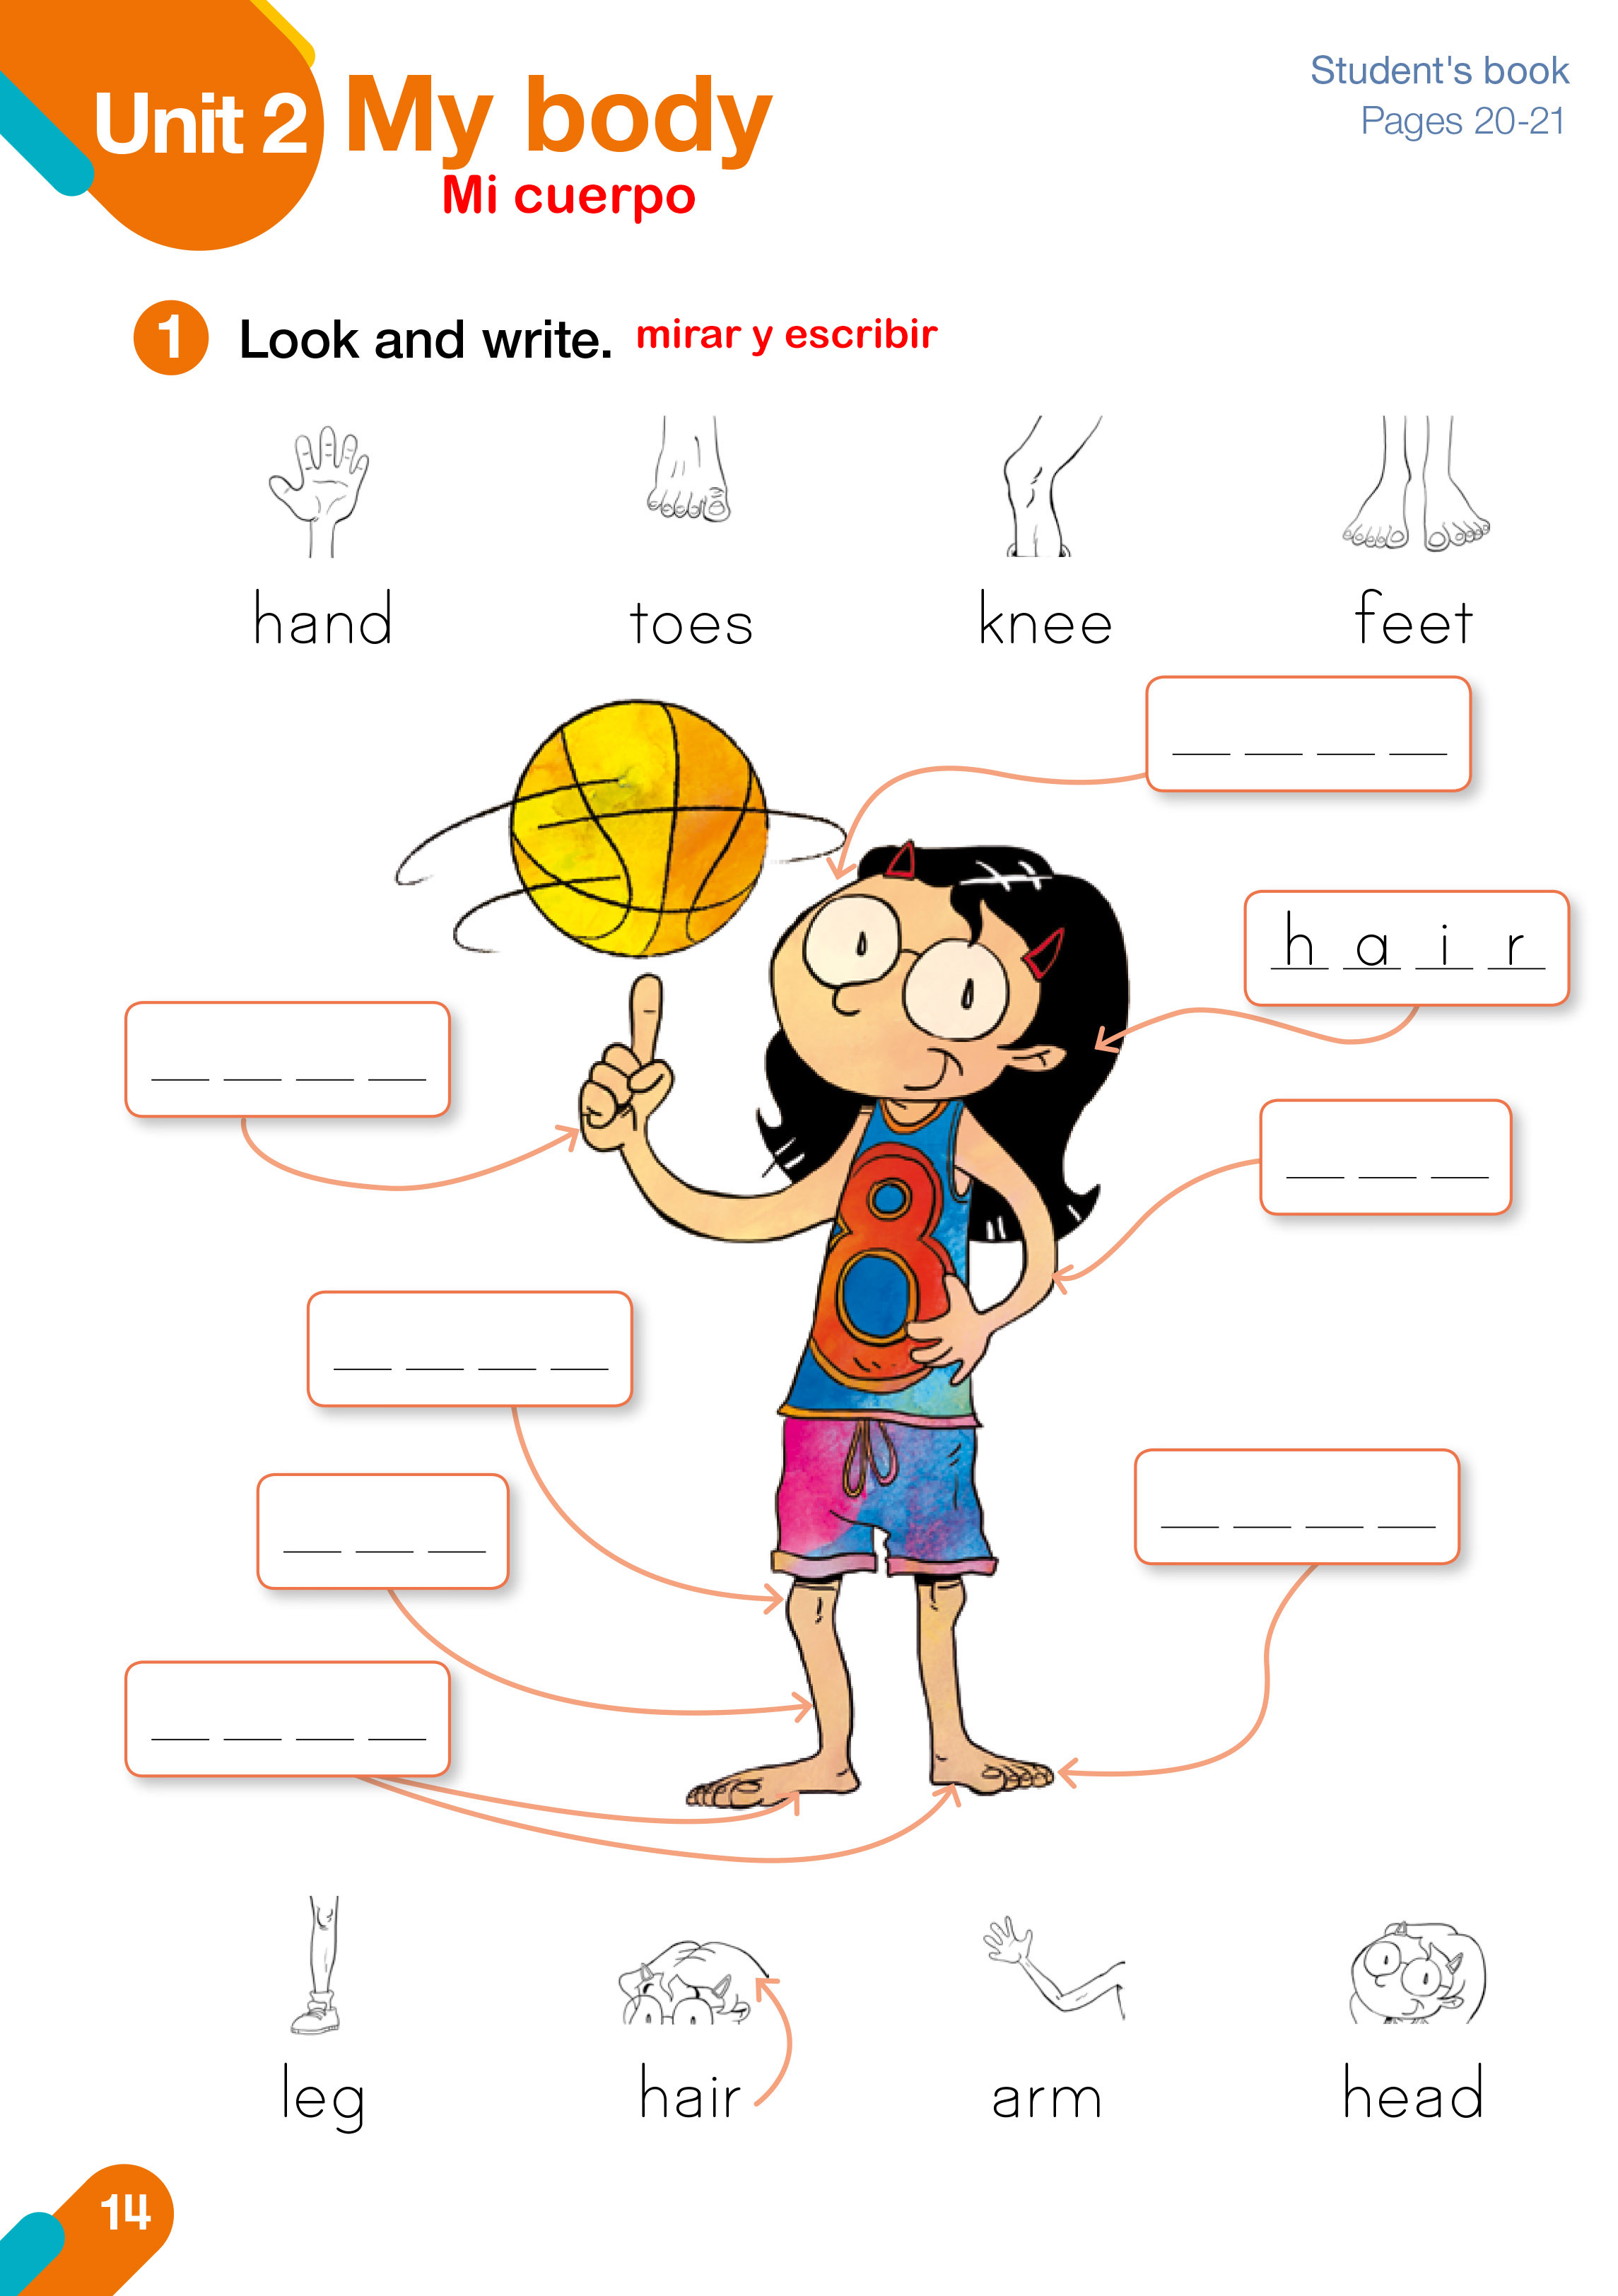 Unit 2 My body
Mi cuerpo
Student's book
Pages 20-21
1 Look and write. mirar y escribir
hand toes knee feet
h a i r
8
leg hair arm head
14